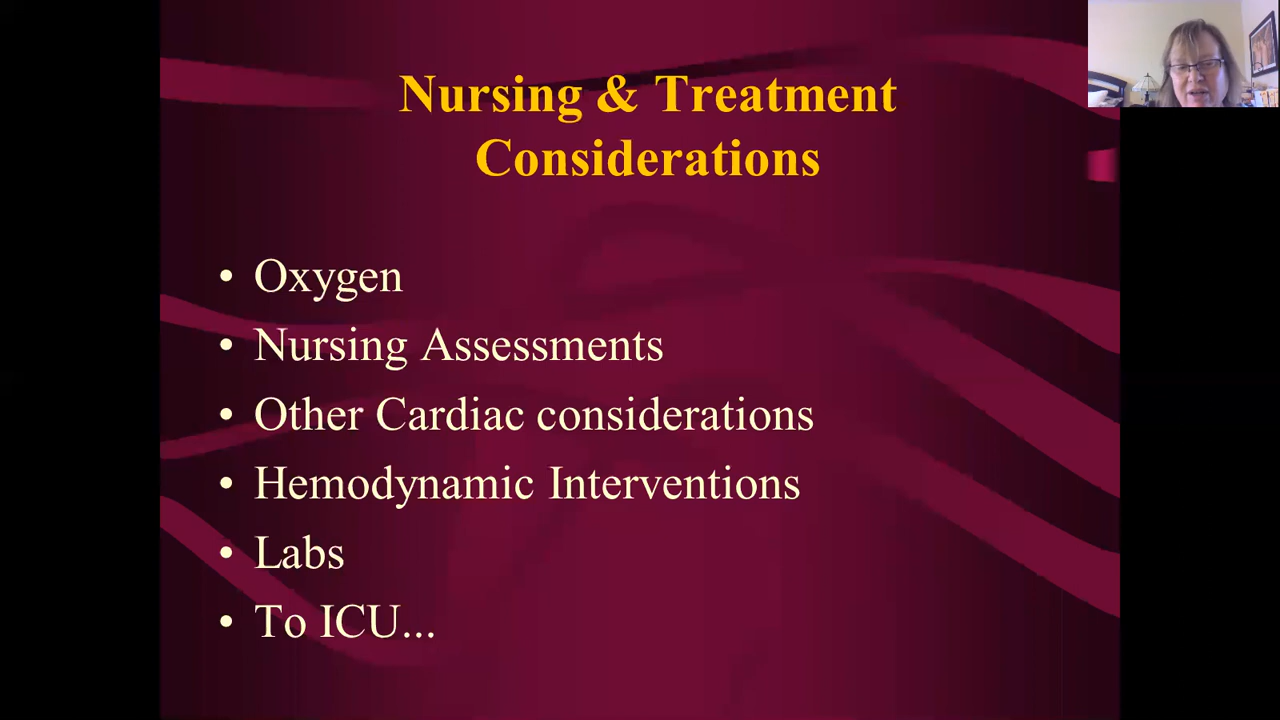 Nursing & Treatment
Considerations
• Oxygen
• Nursing Assessments
• Other Cardiac considerations
• Hemodynamic Interventions
• Labs
• To ICU...